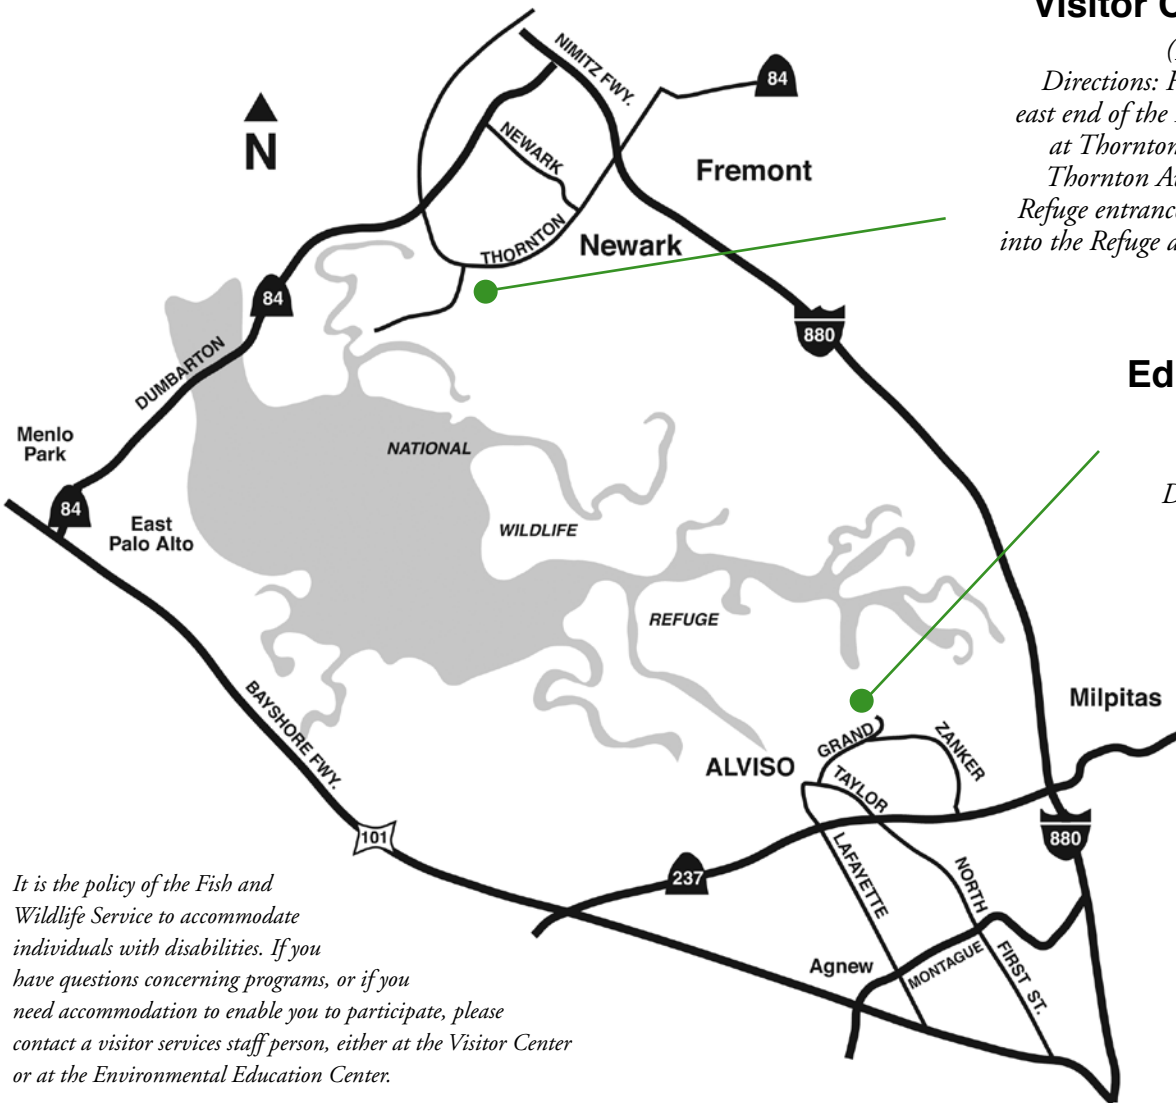 Visitor
Directions:
east end of the
at Thornton
Thornton
Refuge entrance
into the Refuge
NIMITZ FWY.
84
N
NEWARK
Fremont
THORNTON
Newark
84
880
DUMBARTON
Menlo
Park
NATIONAL
84
East
Palo Alto
WILDLIFE
REFUGE
Milpitas
BAYSHORE FWY.
GRAND
ZANKER
ALVISO
TAYLOR
101
880
LAFAYETTE
237
NORTH
FIRST ST.
Agnew
MONTAGUE
It is the policy of the Fish and
Wildlife Service to accommodate
individuals with disabilities. If you
have questions concerning programs, or if you
need accommodation to enable you to participate, please
contact a visitor services staff person, either at the Visitor Center
or at the Environmental Education Center.